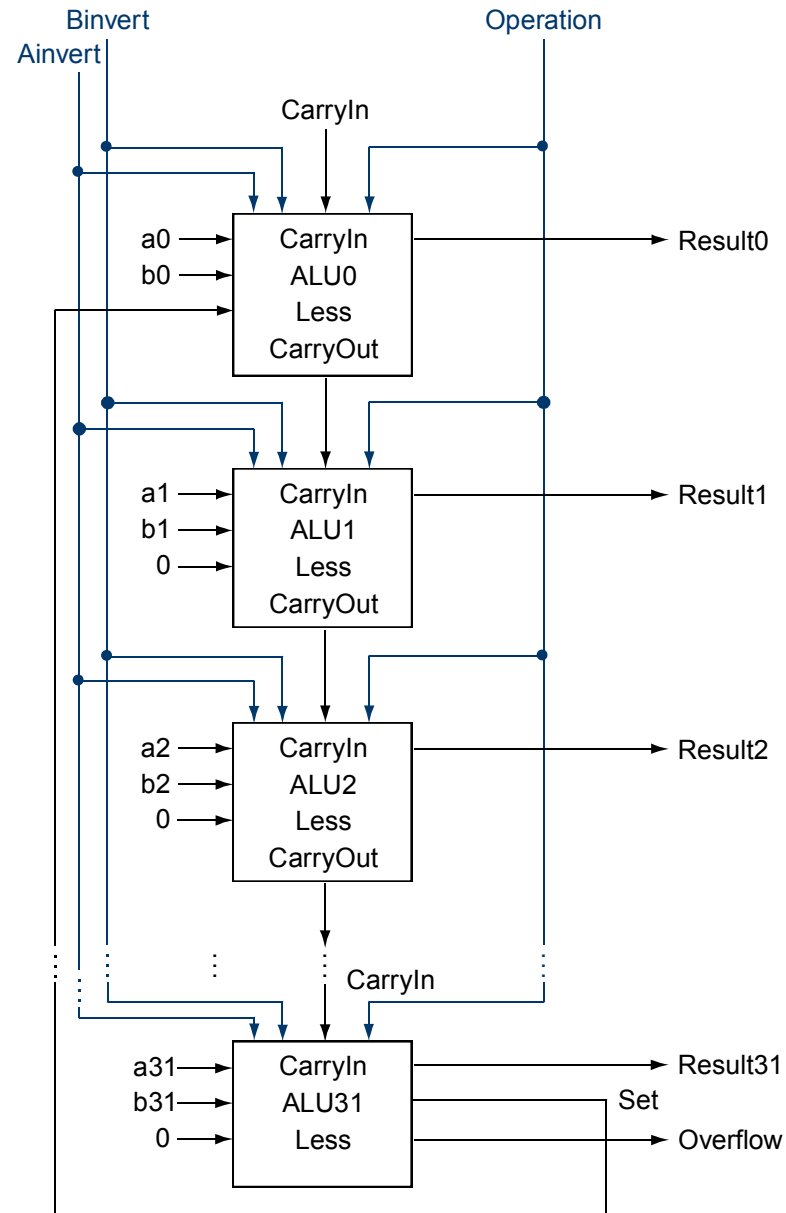 Binvert
Operation
Ainvert
CarryIn
a0
CarryIn
Result0
b0
ALU0
Less
CarryOut
a1
CarryIn
Result1
b1
ALU1
0
Less
CarryOut
a2
CarryIn
Result2
b2
ALU2
0
Less
CarryOut
CarryIn
a31
CarryIn
Result31
b31
ALU31
Set
0
Less
Overflow